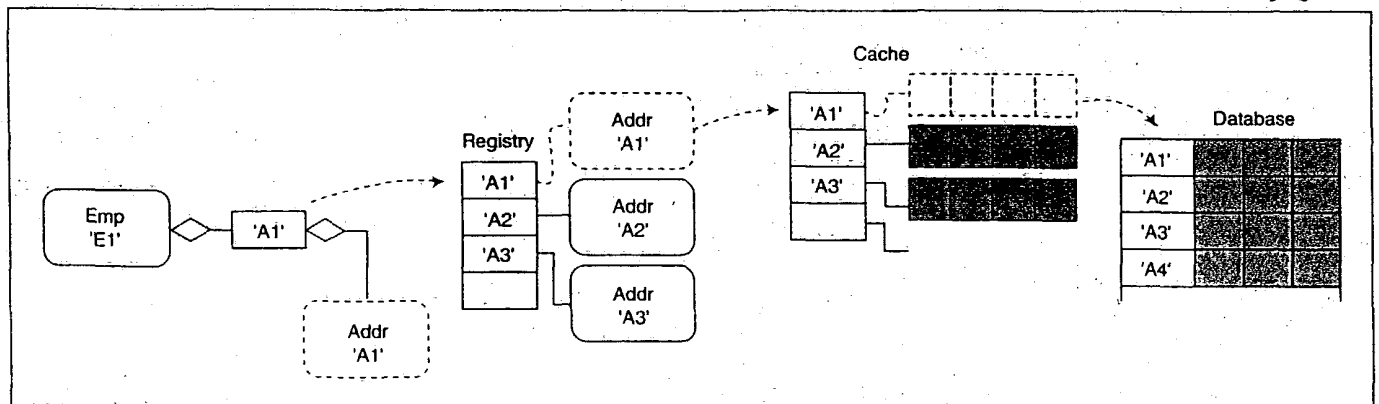 Emp
'E1'
'A1'
Addr
'A1'
Registry
'A1'
'A2'
'A3'
Addr
'A1'
Addr
'A2'
Addr
'A3'
Cache
'A1'
'A2'
'A3'
Database
'A1'
'A2'
'A3'
'A4'